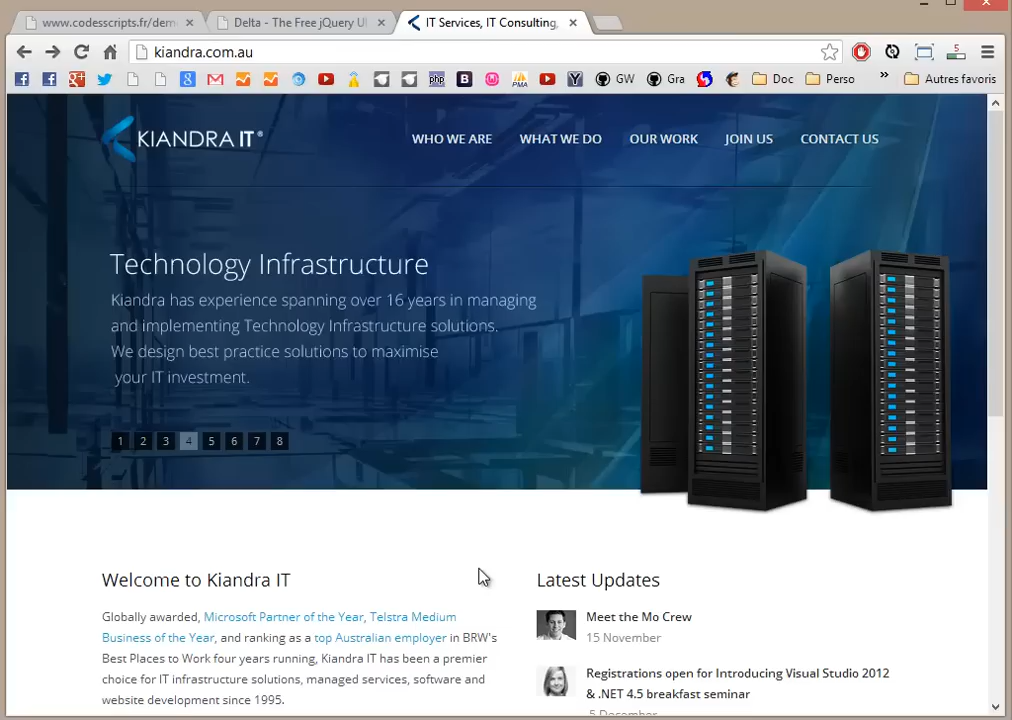 www.codesscripts.fr/dem
Delta - The Free jQuery UI
IT Services, IT Consulting,
kiandra.com.au
5
GW
Gra
Doc
Perso
»
Autres favoris
KIANDRA IT®
WHO WE ARE
WHAT WE DO
OUR WORK
JOIN US
CONTACT US
Technology Infrastructure
Kiandra has experience spanning over 16 years in managing
and implementing Technology Infrastructure solutions.
We design best practice solutions to maximise
your IT investment.
1 2 3 4 5 6 7 8
Welcome to Kiandra IT
Globally awarded, Microsoft Partner of the Year, Telstra Medium
Business of the Year, and ranking as a top Australian employer in BRW's
Best Places to Work four years running, Kiandra IT has been a premier
choice for IT infrastructure solutions, managed services, software and
website development since 1995.
Latest Updates
Meet the Mo Crew
15 November
Registrations open for Introducing Visual Studio 2012
& .NET 4.5 breakfast seminar
5 December